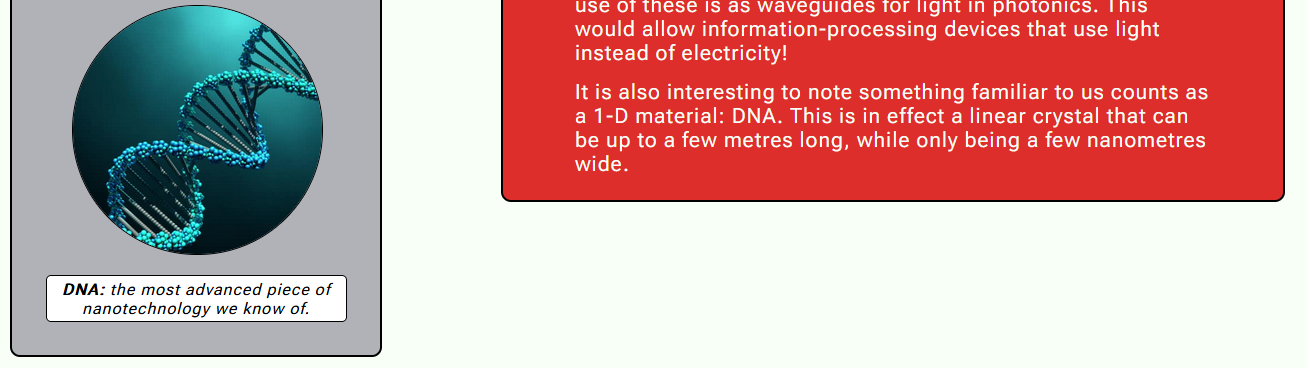 use of these is as waveguides for light in photonics. This
would allow information-processing devices that use light
instead of electricity!
It is also interesting to note something familiar to us counts as
a 1-D material: DNA. This is in effect a linear crystal that can
be up to a few metres long, while only being a few nanometres
wide.
DNA: the most advanced piece of
nanotechnology we know of.